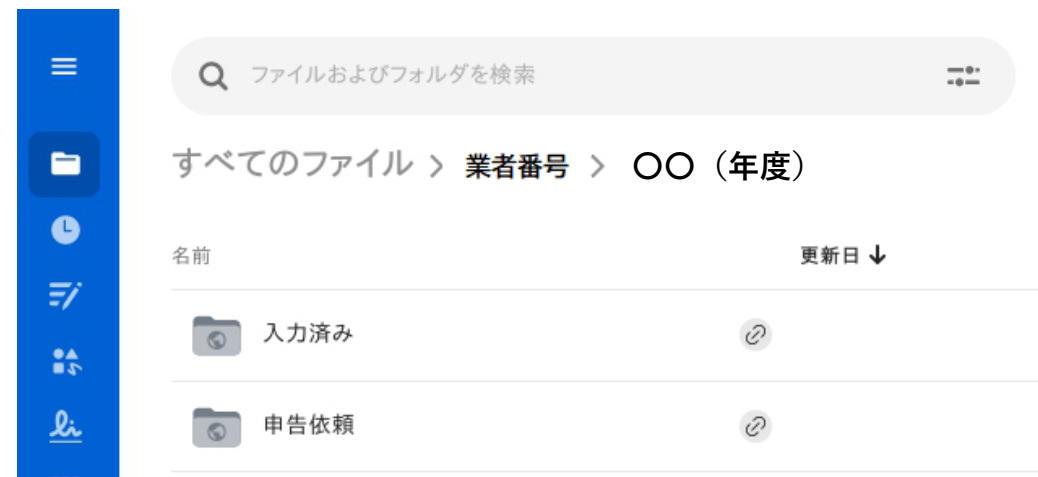 ファイルおよびフォルダを検索
すべてのファイル > 業者番号 > 〇〇（年度）
名前 更新日 ↓
入力済み
申告依頼